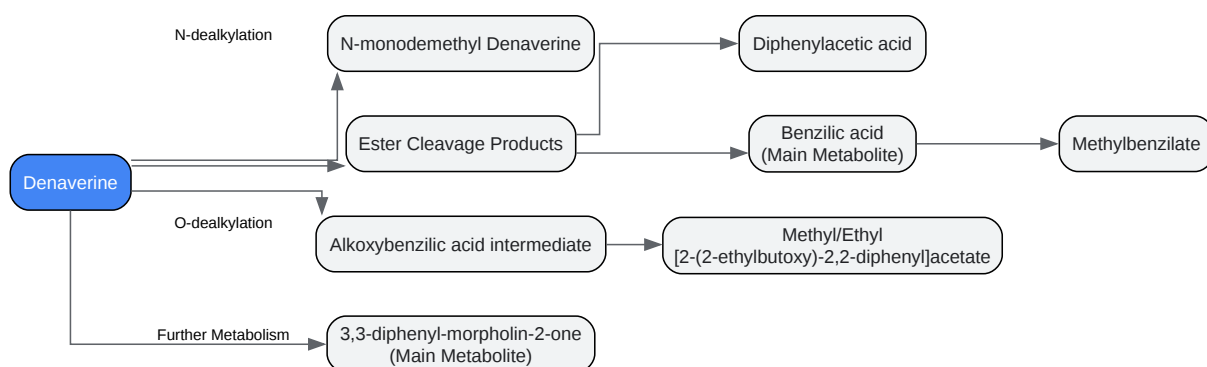 N-dealkylation
N-monodemethyl Denaverine
Diphenylacetic acid
Ester Cleavage Products
Benzilic acid
(Main Metabolite)
Methylbenzilate
Denaverine
O-dealkylation
Alkoxybenzilic acid intermediate
Methyl/Ethyl
[2-(2-ethylbutoxy)-2,2-diphenyl]acetate
Further Metabolism
3,3-diphenyl-morpholin-2-one
(Main Metabolite)